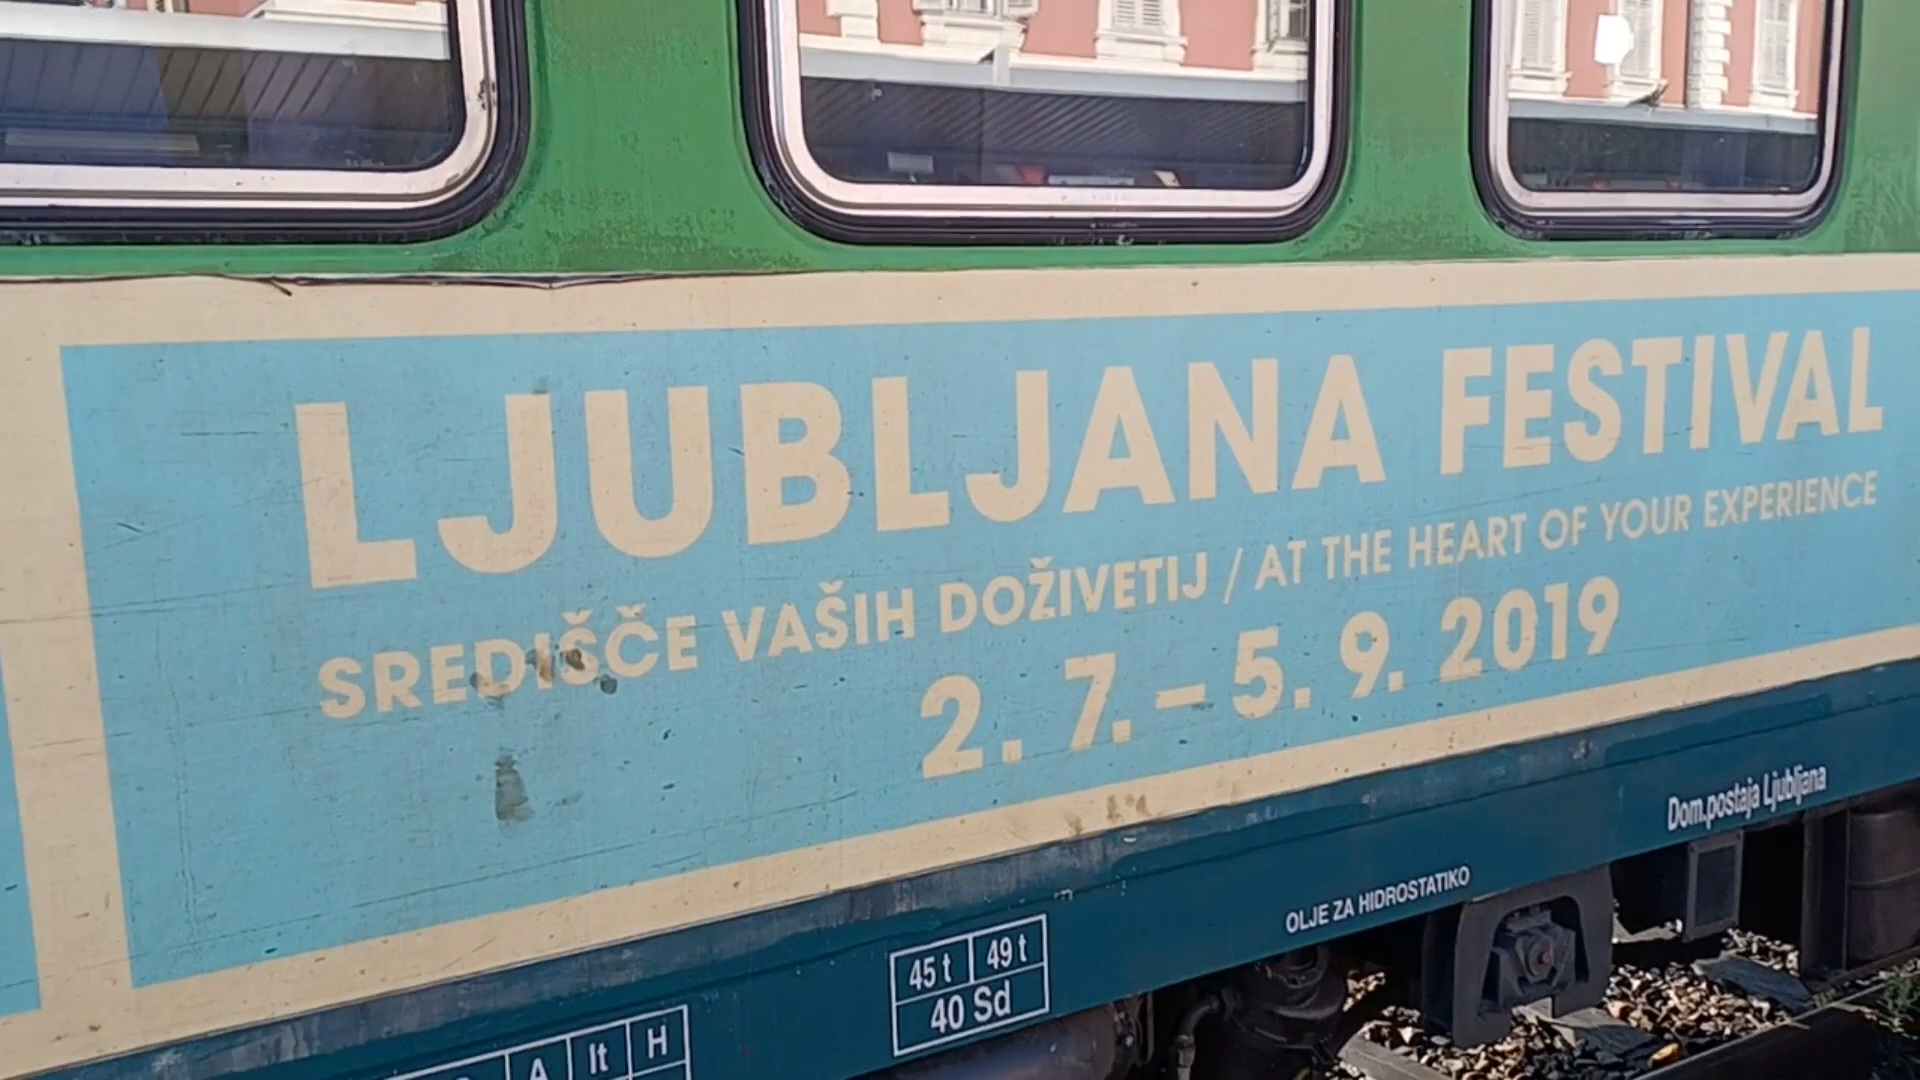 LJUBLJANA FESTIVAL
SREDIŠČE VAŠIH DOŽIVETIJ / AT THE HEART OF YOUR EXPERIENCE
2. 7. – 5. 9. 2019
Dom.postaja Ljubljana
OLJE ZA HIDROSTATIKO
45 t 49 t
40 Sd
A It H